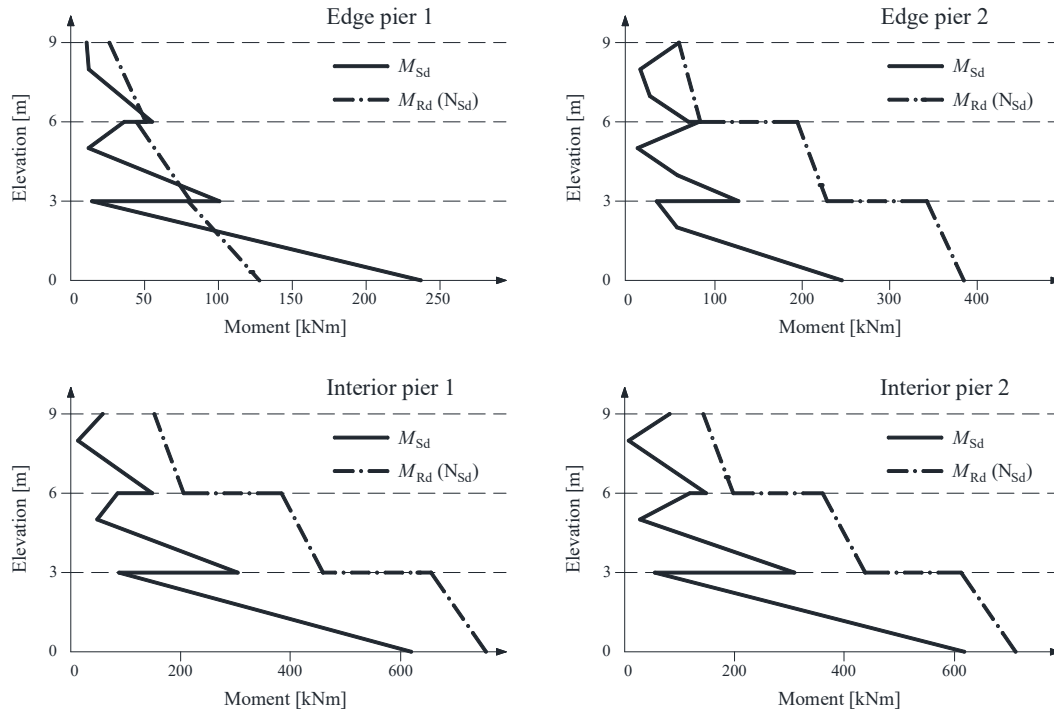 Edge pier 1
9
6
3
0
Elevation [m]
M_Sd
M_Rd (N_Sd)
0 50 100 150 200 250
Moment [kNm]
Edge pier 2
9
6
3
0
Elevation [m]
M_Sd
M_Rd (N_Sd)
0 100 200 300 400
Moment [kNm]
Interior pier 1
9
6
3
0
Elevation [m]
M_Sd
M_Rd (N_Sd)
0 200 400 600
Moment [kNm]
Interior pier 2
9
6
3
0
Elevation [m]
M_Sd
M_Rd (N_Sd)
0 200 400 600
Moment [kNm]